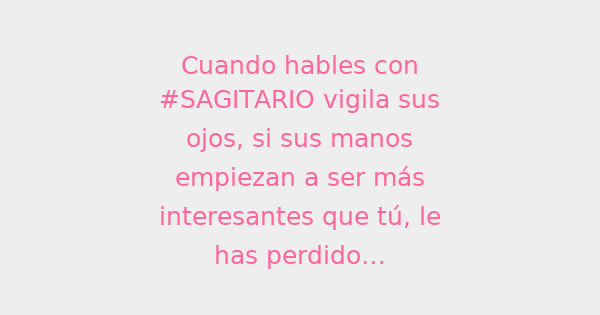 Cuando hables con
#SAGITARIO vigila sus
ojos, si sus manos
empiezan a ser más
interesantes que tú, le
has perdido...